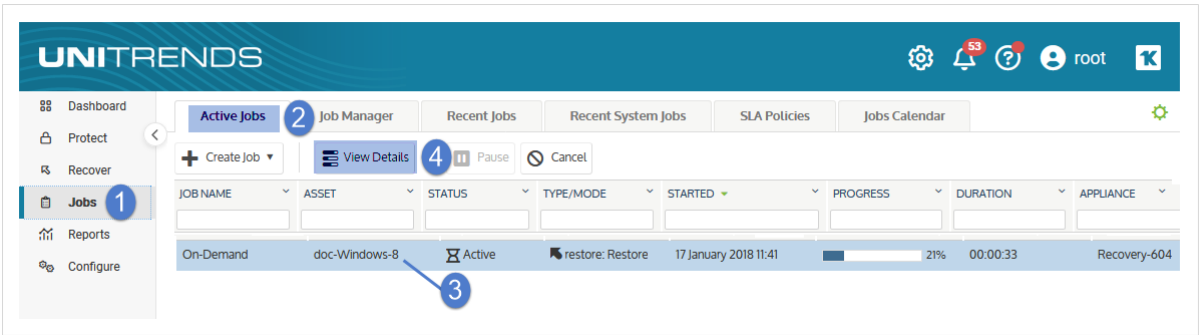 UNITRENDS
53
root
Dashboard
Protect
Recover
Jobs 1
Reports
Configure
Active Jobs 2 Job Manager Recent Jobs Recent System Jobs SLA Policies Jobs Calendar
Create Job View Details 4 Pause Cancel
JOB NAME ASSET STATUS TYPE/MODE STARTED PROGRESS DURATION APPLIANCE
On-Demand doc-Windows-8 Active restore: Restore 17 January 2018 11:41 21% 00:00:33 Recovery-604
3